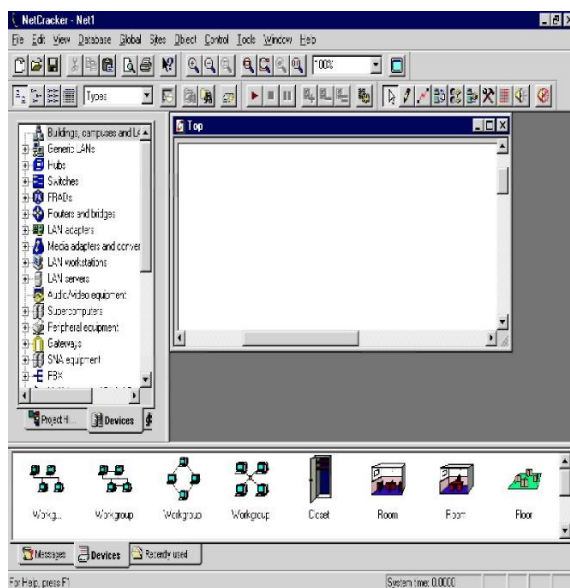 NetCracker - Net1
File Edit View Database Global Sites Object Control Tools Window Help
100%
Types
Buildings, campuses and LA
Generic LANs
Hubs
Switches
FRADs
Routers and bridges
LAN adapters
Media adapters and conver
LAN workstations
LAN servers
Audio/video equipment
Supercomputers
Peripheral equipment
Gateways
SNA equipment
PBX
Top
Project H...
Devices
Workg...
Workgroup
Workgroup
Workgroup
Closet
Room
Room
Floor
Messages
Devices
Recently used
For Help, press F1
System time: 0.0000